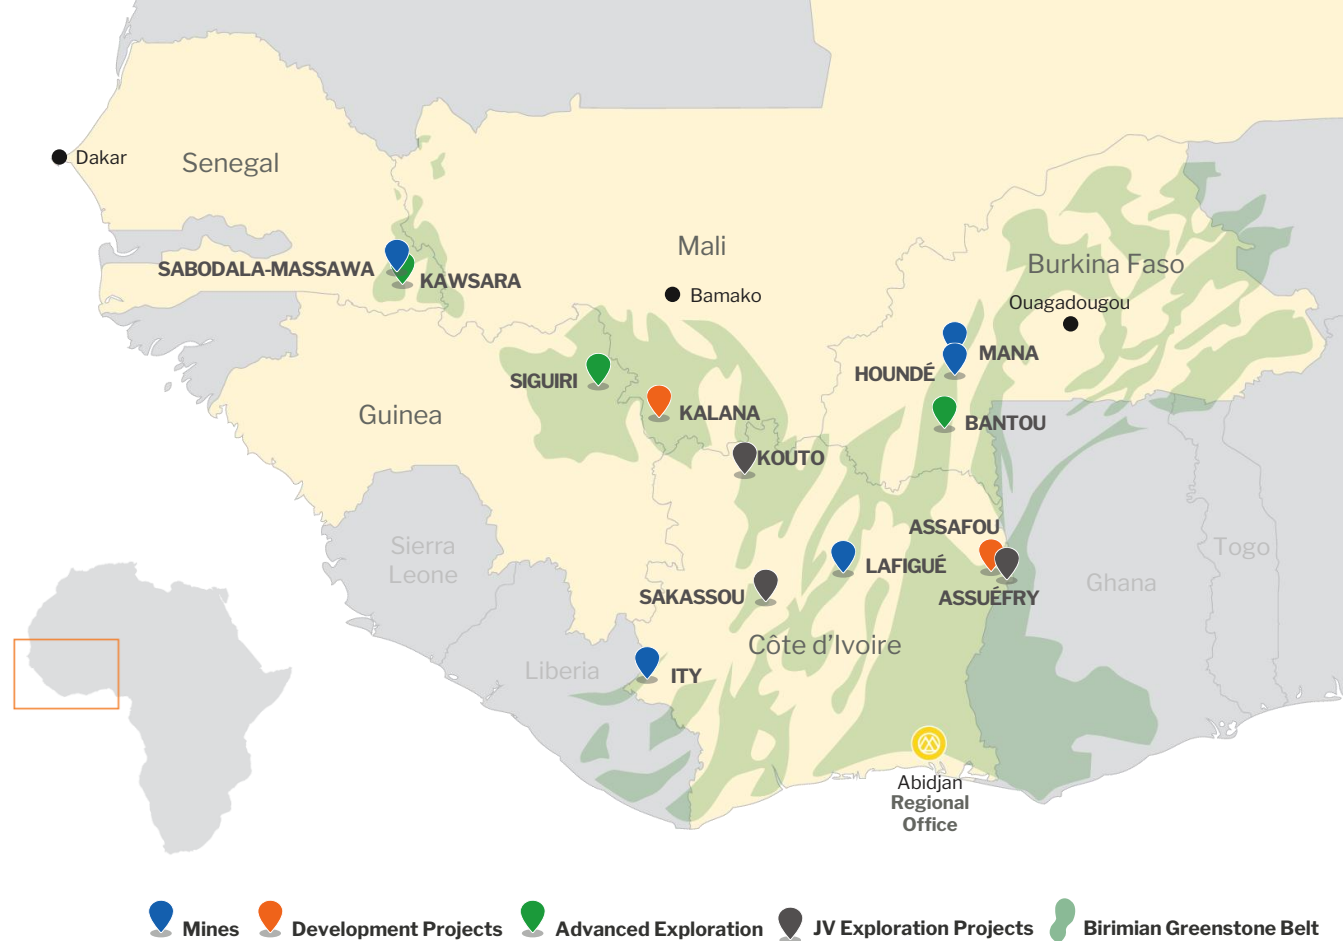 Dakar
Senegal
Mali
SABODALA-MASSAWA
KAWSARA
Burkina Faso
Bamako
Ouagadougou
MANA
HOUNDÉ
SIGUIRI
KALANA
Guinea
BANTOU
KOUTO
ASSAFOU
Sierra
Leone
Togo
LAFIGUÉ
Ghana
SAKASSOU
ASSUÉFRY
Côte d’Ivoire
Liberia
ITY
Abidjan
Regional
Office
Mines
Development Projects
Advanced Exploration
JV Exploration Projects
Birimian Greenstone Belt